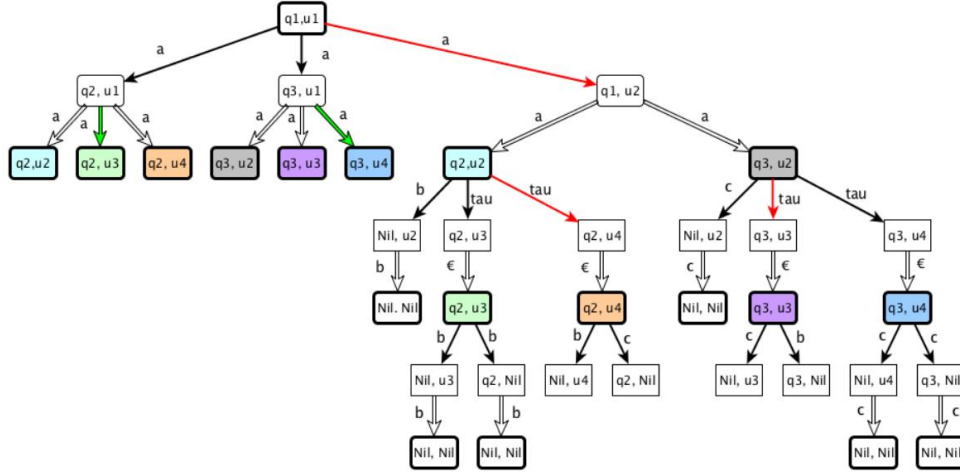 q1,u1
a
a
a
q2, u1
q3, u1
q1, u2
a
a
a
a
a
a
a
a
q2,u2
q2, u3
q2, u4
q3, u2
q3, u3
q3, u4
q2,u2
q3, u2
b
tau
tau
c
tau
tau
Nil, u2
q2, u3
q2, u4
Nil, u2
q3, u3
q3, u4
b
€
€
c
€
€
Nil. Nil
q2, u3
q2, u4
Nil, Nil
q3, u3
q3, u4
b
b
b
c
c
b
c
c
Nil, u3
q2, Nil
Nil, u4
q2, Nil
Nil, u3
q3, Nil
Nil, u4
q3, Nil
b
b
c
c
Nil, Nil
Nil, Nil
Nil, Nil
Nil, Nil